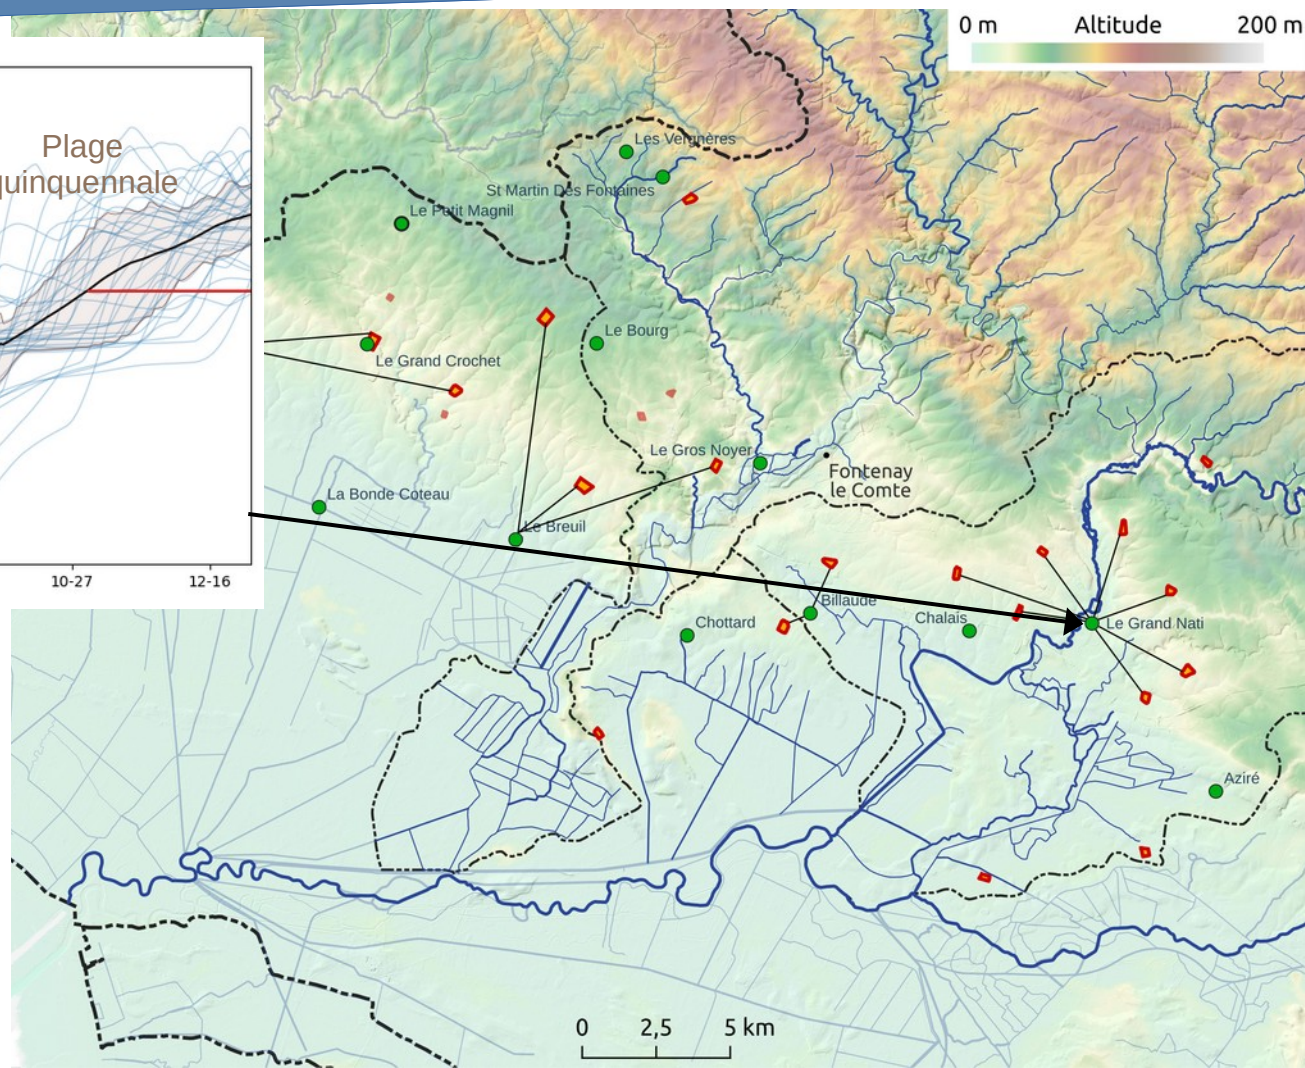 0 m Altitude 200 m
Plage
quinquennale
10-27 12-16
Les Vergnères
St Martin Des Fontaines
Le Petit Magnil
Le Bourg
Le Grand Crochet
Le Gros Noyer
Fontenay
le Comte
La Bonde Coteau
Le Breuil
Billaude
Chalais
Chottard
Le Grand Nati
Aziré
0 2,5 5 km